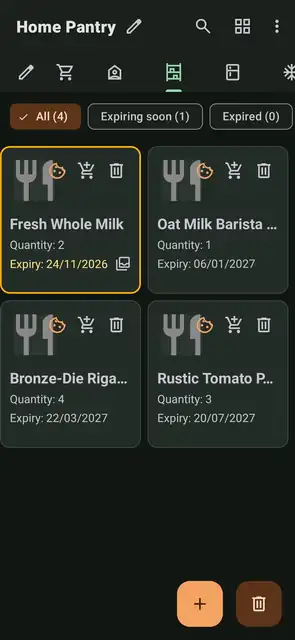 Home Pantry
All (4)
Expiring soon (1)
Expired (0)
Fresh Whole Milk
Quantity: 2
Expiry: 24/11/2026
Oat Milk Barista ...
Quantity: 1
Expiry: 06/01/2027
Bronze-Die Riga...
Quantity: 4
Expiry: 22/03/2027
Rustic Tomato P...
Quantity: 3
Expiry: 20/07/2027